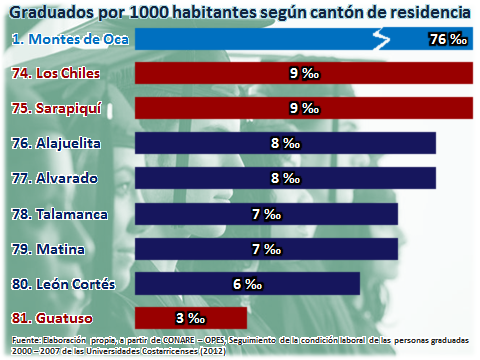 Graduados por 1000 habitantes según cantón de residencia
1. Montes de Oca 76 ‰
74. Los Chiles 9 ‰
75. Sarapiquí 9 ‰
76. Alajuelita 8 ‰
77. Alvarado 8 ‰
78. Talamanca 7 ‰
79. Matina 7 ‰
80. León Cortés 6 ‰
81. Guatuso 3 ‰
Fuente: Elaboración propia, a partir de CONARE – OPES, Seguimiento de la condición laboral de las personas graduadas
2000 – 2007 de las Universidades Costarricenses (2012)